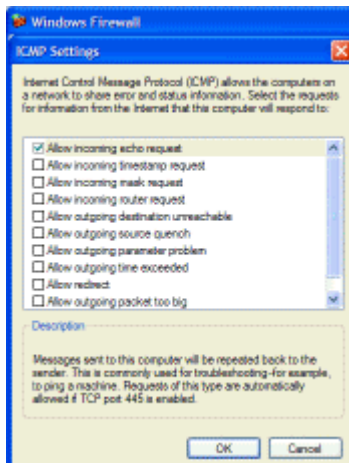 Windows Firewall
ICMP Settings
Internet Control Message Protocol (ICMP) allows the computers on
a network to share error and status information. Select the requests
for information from the Internet that this computer will respond to:
Allow incoming echo request
Allow incoming timestamp request
Allow incoming mask request
Allow incoming router request
Allow outgoing destination unreachable
Allow outgoing source quench
Allow outgoing parameter problem
Allow outgoing time exceeded
Allow redirect
Allow outgoing packet too big
Description
Messages sent to this computer will be repeated back to the
sender. This is commonly used for troubleshooting-for example,
to ping a machine. Requests of this type are automatically
allowed if TCP port 445 is enabled.
OK
Cancel